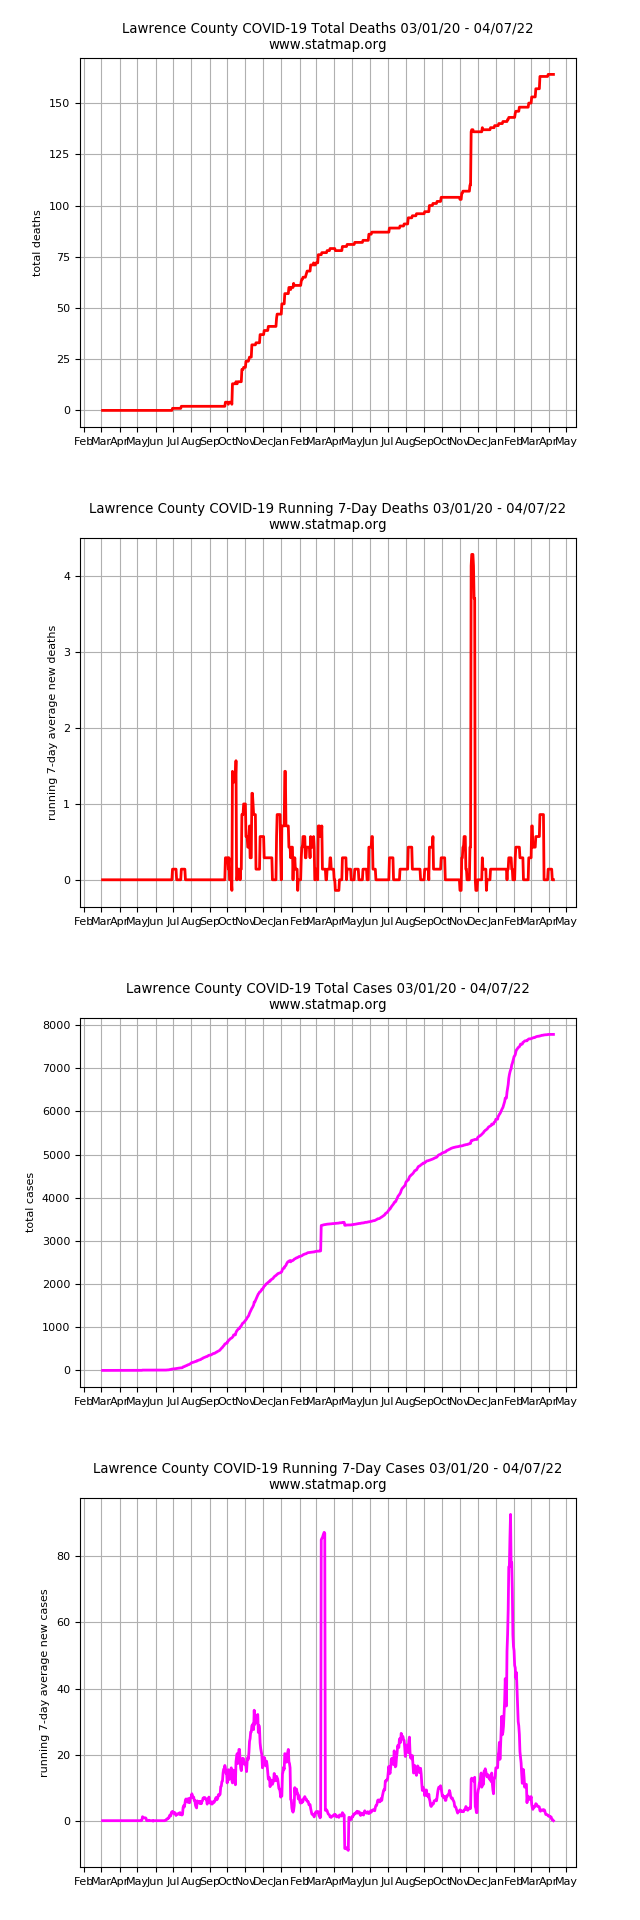 Lawrence County COVID-19 Total Deaths 03/01/20 - 04/07/22
www.statmap.org
total deaths
150
125
100
75
50
25
0
Feb Mar Apr May Jun Jul Aug Sep Oct Nov Dec Jan Feb Mar Apr May Jun Jul Aug Sep Oct Nov Dec Jan Feb Mar Apr May
Lawrence County COVID-19 Running 7-Day Deaths 03/01/20 - 04/07/22
www.statmap.org
running 7-day average new deaths
4
3
2
1
0
Feb Mar Apr May Jun Jul Aug Sep Oct Nov Dec Jan Feb Mar Apr May Jun Jul Aug Sep Oct Nov Dec Jan Feb Mar Apr May
Lawrence County COVID-19 Total Cases 03/01/20 - 04/07/22
www.statmap.org
total cases
8000
7000
6000
5000
4000
3000
2000
1000
0
Feb Mar Apr May Jun Jul Aug Sep Oct Nov Dec Jan Feb Mar Apr May Jun Jul Aug Sep Oct Nov Dec Jan Feb Mar Apr May
Lawrence County COVID-19 Running 7-Day Cases 03/01/20 - 04/07/22
www.statmap.org
running 7-day average new cases
80
60
40
20
0
Feb Mar Apr May Jun Jul Aug Sep Oct Nov Dec Jan Feb Mar Apr May Jun Jul Aug Sep Oct Nov Dec Jan Feb Mar Apr May